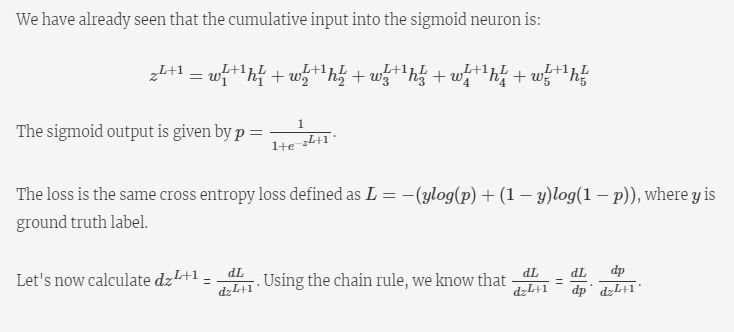 We have already seen that the cumulative input into the sigmoid neuron is:
z^{L+1} = w_1^{L+1}h_1^L + w_2^{L+1}h_2^L + w_3^{L+1}h_3^L + w_4^{L+1}h_4^L + w_5^{L+1}h_5^L
The sigmoid output is given by p = \frac{1}{1+e^{-z^{L+1}}}.
The loss is the same cross entropy loss defined as L = −(ylog(p) + (1 − y)log(1 − p)), where y is
ground truth label.
Let's now calculate dz^{L+1} = \frac{dL}{dz^{L+1}}. Using the chain rule, we know that \frac{dL}{dz^{L+1}} = \frac{dL}{dp}. \frac{dp}{dz^{L+1}}.